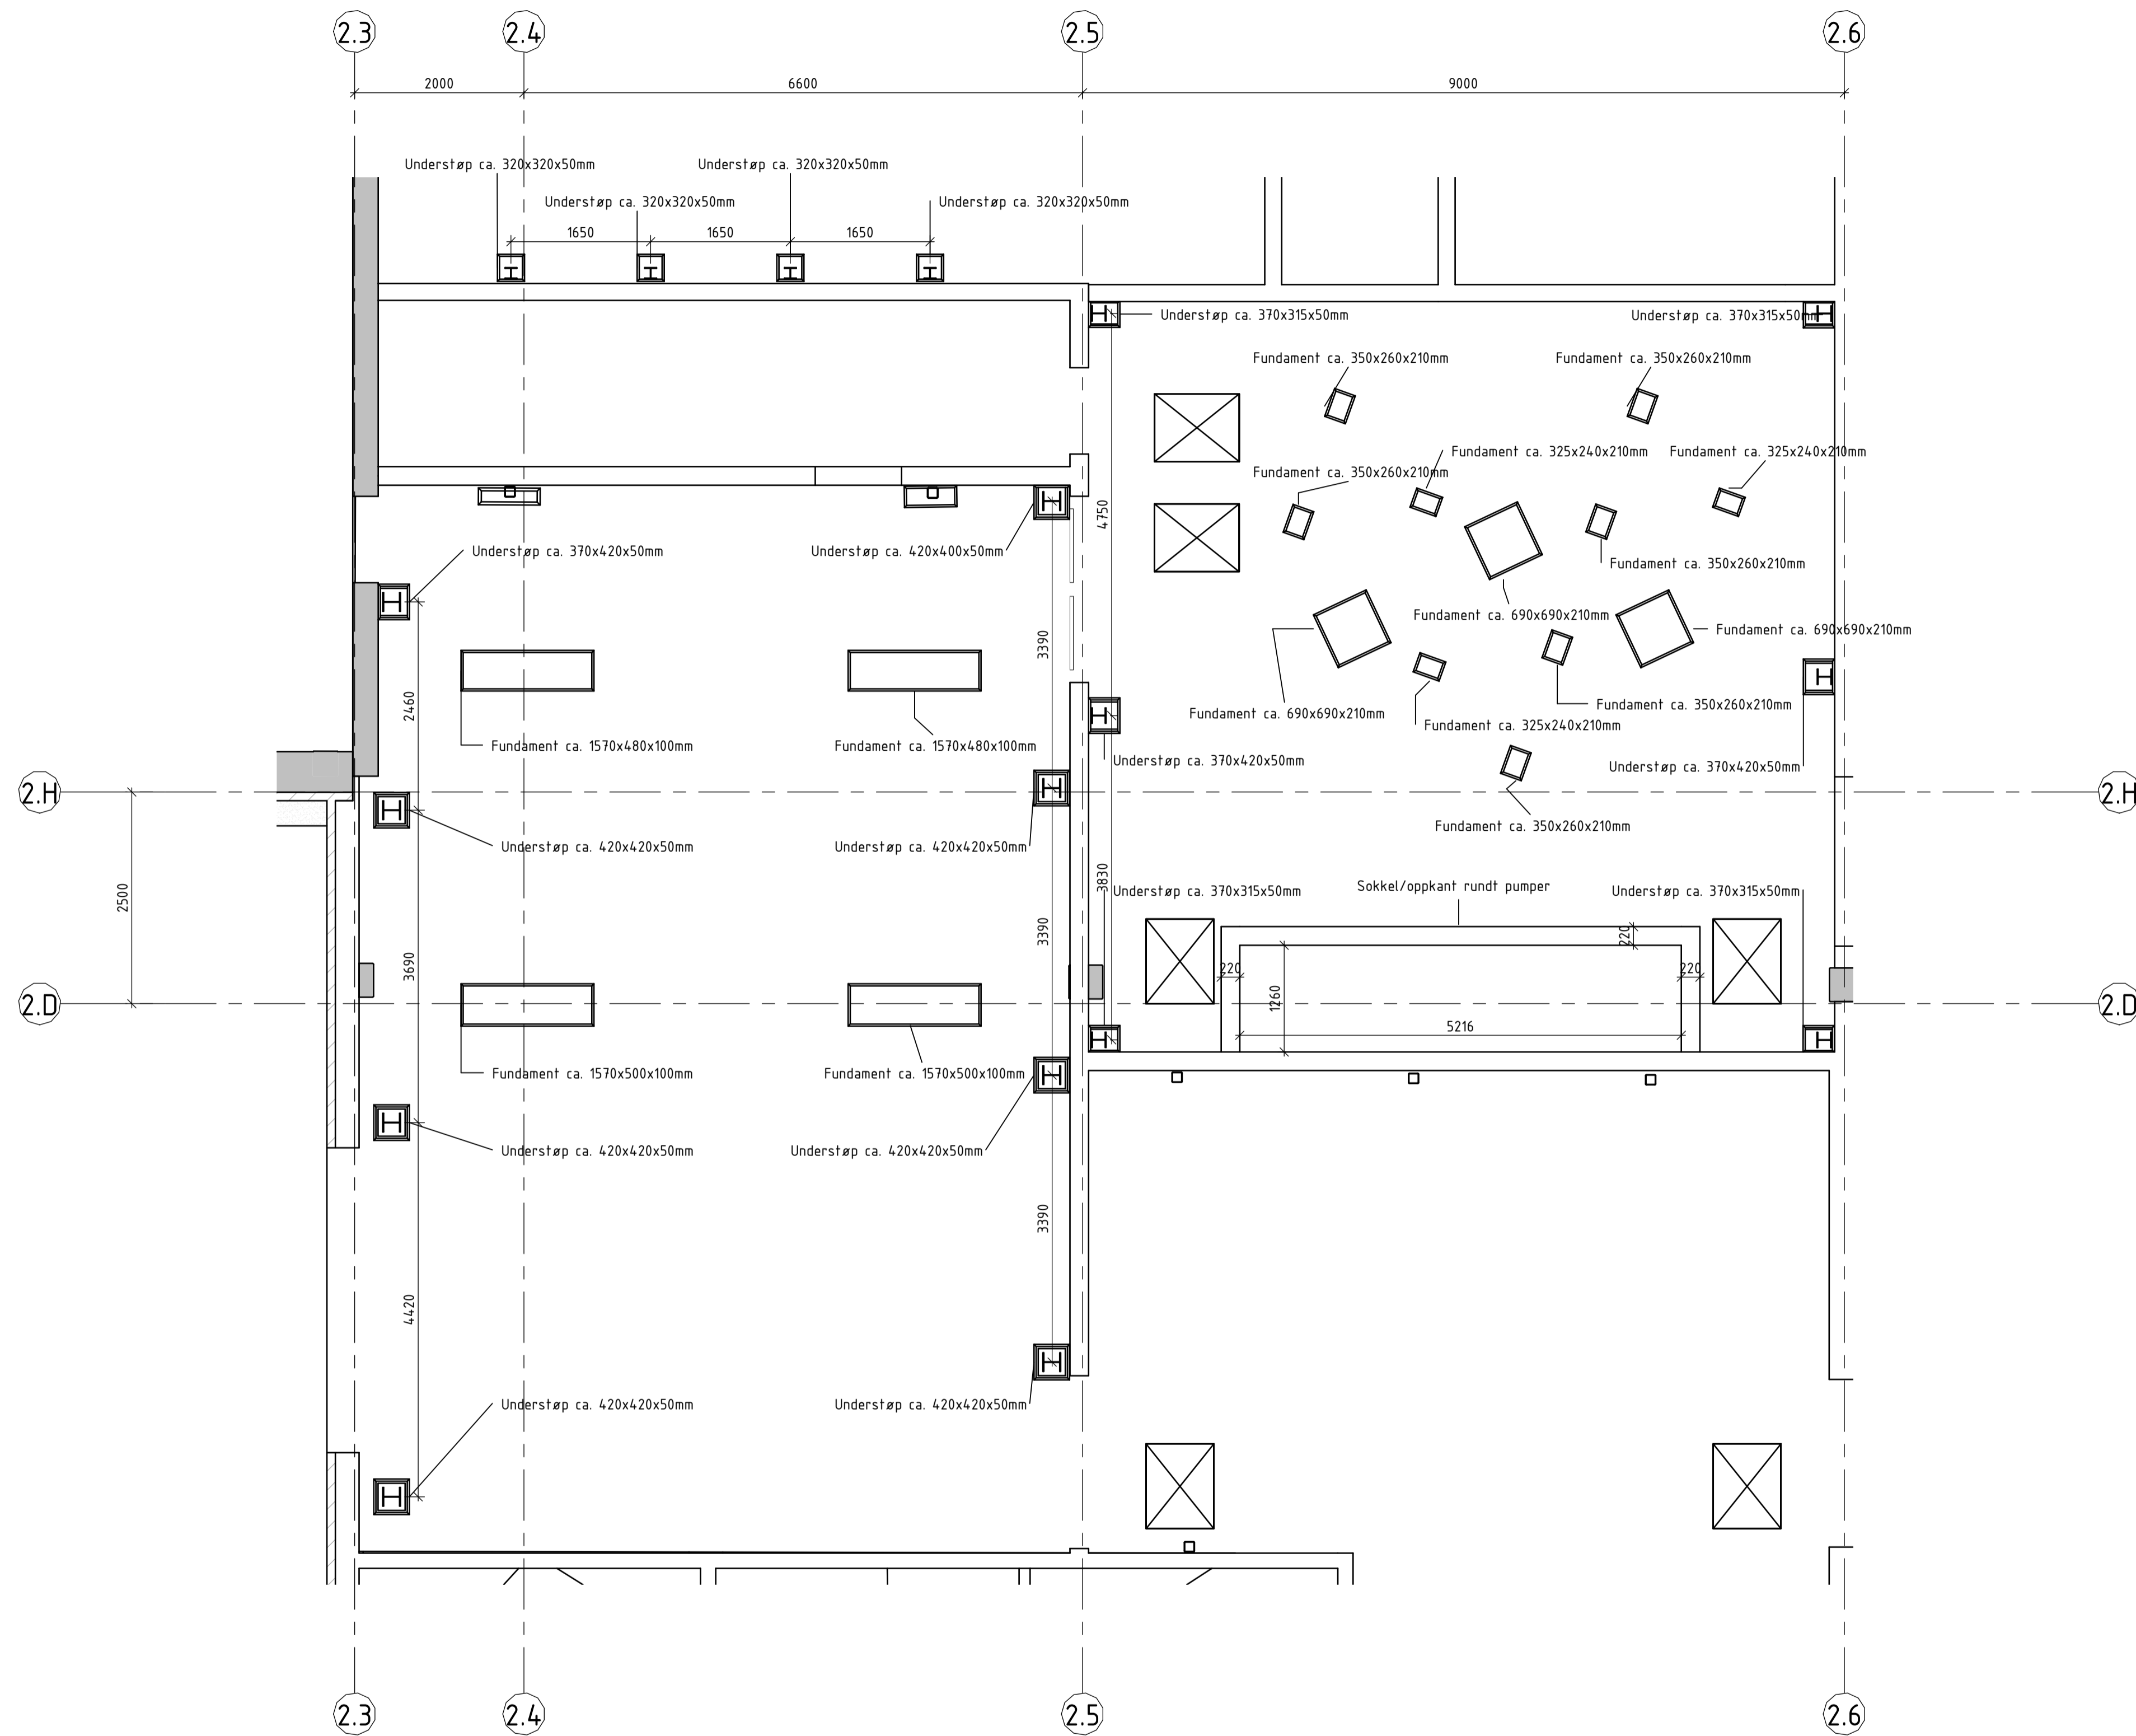 2.3
2.4
2.5
2.6
2000
6600
9000
Understøp ca. 320x320x50mm
Understøp ca. 320x320x50mm
Understøp ca. 320x320x50mm
Understøp ca. 320x320x50mm
1650
1650
1650
Understøp ca. 370x315x50mm
Understøp ca. 370x315x50mm
Fundament ca. 350x260x210mm
Fundament ca. 350x260x210mm
Fundament ca. 325x240x210mm
Fundament ca. 325x240x210mm
Fundament ca. 350x260x210mm
4750
Understøp ca. 370x420x50mm
Understøp ca. 420x400x50mm
Fundament ca. 350x260x210mm
Fundament ca. 690x690x210mm
Fundament ca. 690x690x210mm
3390
2460
Fundament ca. 350x260x210mm
Fundament ca. 690x690x210mm
Fundament ca. 325x240x210mm
Fundament ca. 1570x480x100mm
Fundament ca. 1570x480x100mm
Understøp ca. 370x420x50mm
Understøp ca. 370x420x50mm
2.H
2.H
Fundament ca. 350x260x210mm
Understøp ca. 420x420x50mm
Understøp ca. 420x420x50mm
3830
2500
Sokkel/oppkant rundt pumper
Understøp ca. 370x315x50mm
Understøp ca. 370x315x50mm
3390
220
3690
220
220
1260
2.D
2.D
5216
Fundament ca. 1570x500x100mm
Fundament ca. 1570x500x100mm
Understøp ca. 420x420x50mm
Understøp ca. 420x420x50mm
3390
4420
Understøp ca. 420x420x50mm
Understøp ca. 420x420x50mm
2.3
2.4
2.5
2.6